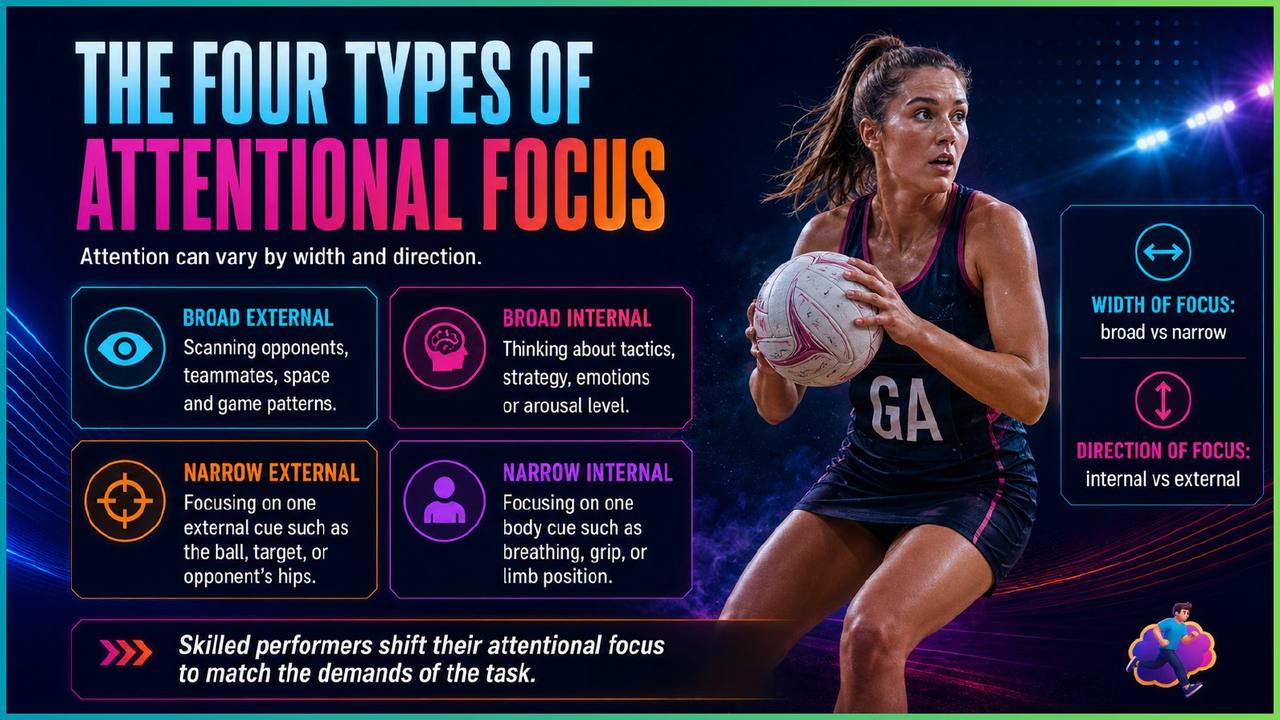 THE FOUR TYPES OF
ATTENTIONAL FOCUS
Attention can vary by width and direction.
BROAD EXTERNAL
Scanning opponents,
teammates, space
and game patterns.
BROAD INTERNAL
Thinking about tactics,
strategy, emotions
or arousal level.
NARROW EXTERNAL
Focusing on one
external cue such as
the ball, target, or
opponent's hips.
NARROW INTERNAL
Focusing on one
body cue such as
breathing, grip, or
limb position.
Skilled performers shift their attentional focus
to match the demands of the task.
GA
WIDTH OF FOCUS:
broad vs narrow
DIRECTION OF FOCUS:
internal vs external